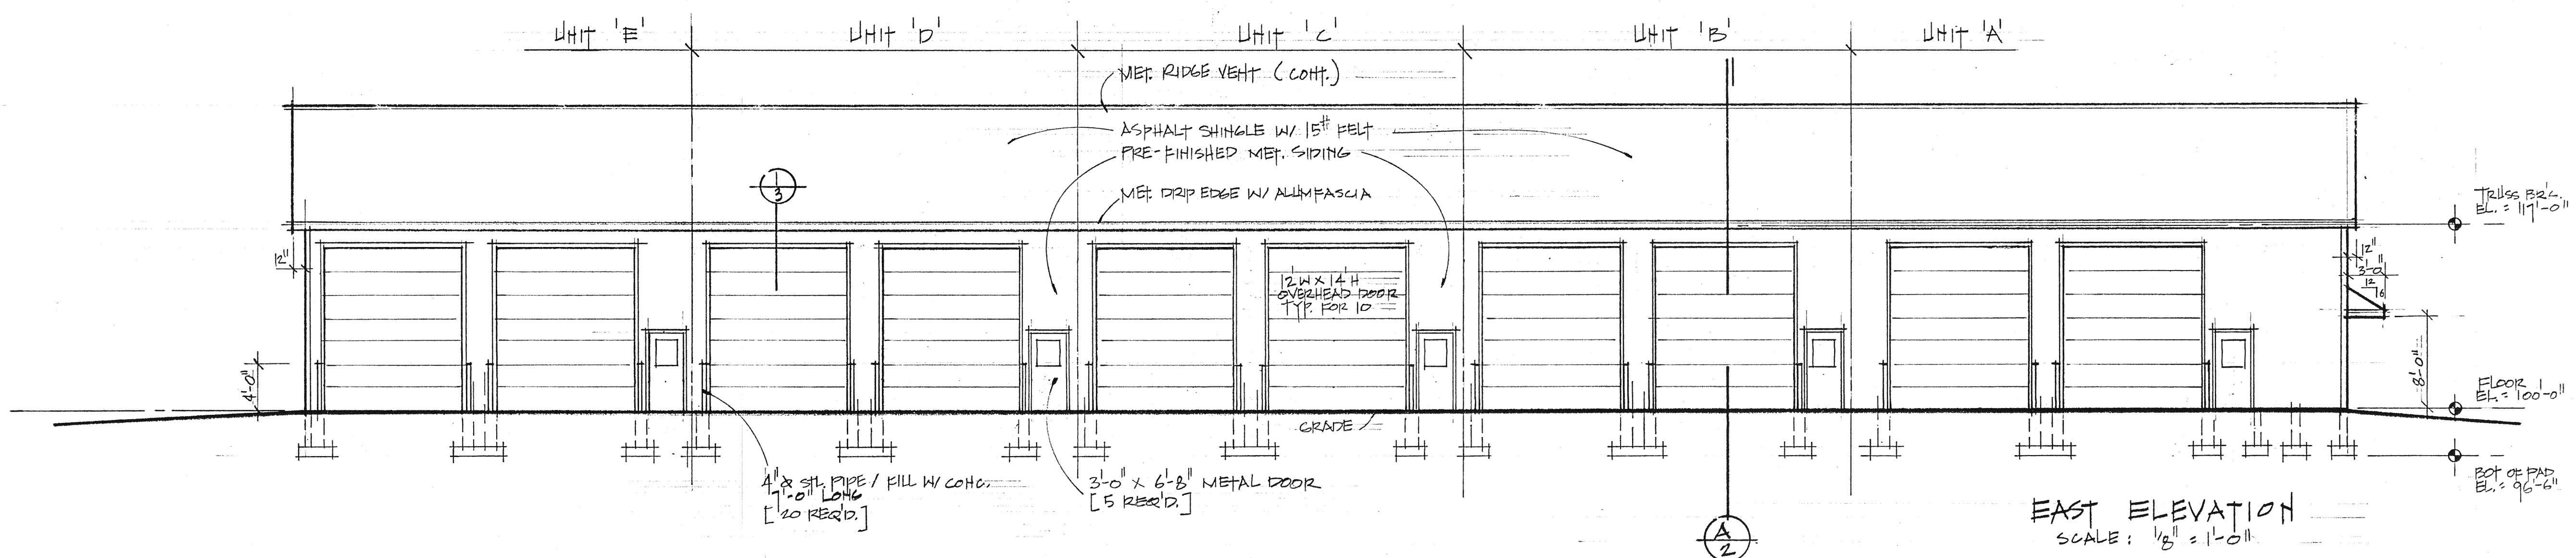 UNIT 'E' UNIT 'D' UNIT 'C' UNIT 'B' UNIT 'A'
MET. RIDGE VENT (CONT.)
ASPHALT SHINGLE W/ 15# FELT
PRE-FINISHED MET. SIDING
MET. DRIP EDGE W/ ALUM FASCIA
1
3
TRUSS BR'G.
EL. = 117'-0"
12"
12"
3'-0"
12
6
12'W X 14'H
OVERHEAD DOOR
TYP. FOR 10
4'-0"
8'-0"
FLOOR
EL. = 100'-0"
GRADE
4"Ø STL. PIPE / FILL W/ CONC.
7'-0" LONG
[20 REQ'D.]
3'-0" X 6'-8" METAL DOOR
[5 REQ'D.]
BOT OF PAD
EL. = 96'-6"
A
2
EAST ELEVATION
SCALE: 1/8" = 1'-0"